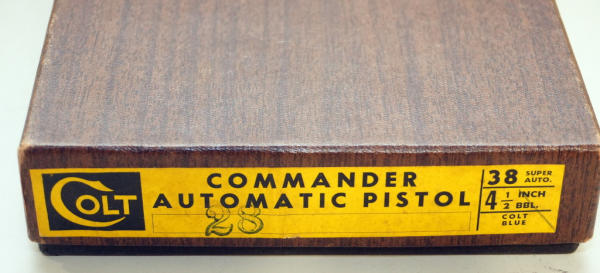 COLT
COMMANDER
AUTOMATIC PISTOL
28
38 SUPER AUTO.
4 1/2 INCH BBL.
COLT
BLUE